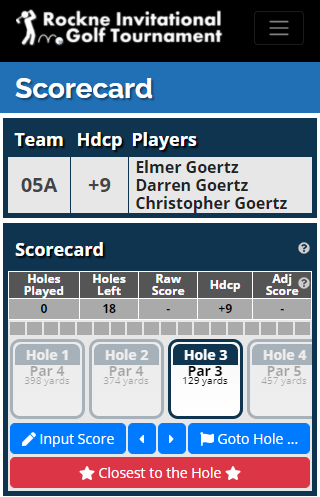 Rockne Invitational
Golf Tournament
Scorecard
Team Hdcp Players
05A +9 Elmer Goertz
Darren Goertz
Christopher Goertz
Scorecard ?
Holes Played Holes Left Raw Score Hdcp Adj Score ?
0 18 - +9 -
Hole 1 Hole 2 Hole 3 Hole 4
Par 4 Par 4 Par 3 Par 5
398 yards 374 yards 129 yards 457 yards
Input Score Goto Hole ...
Closest to the Hole